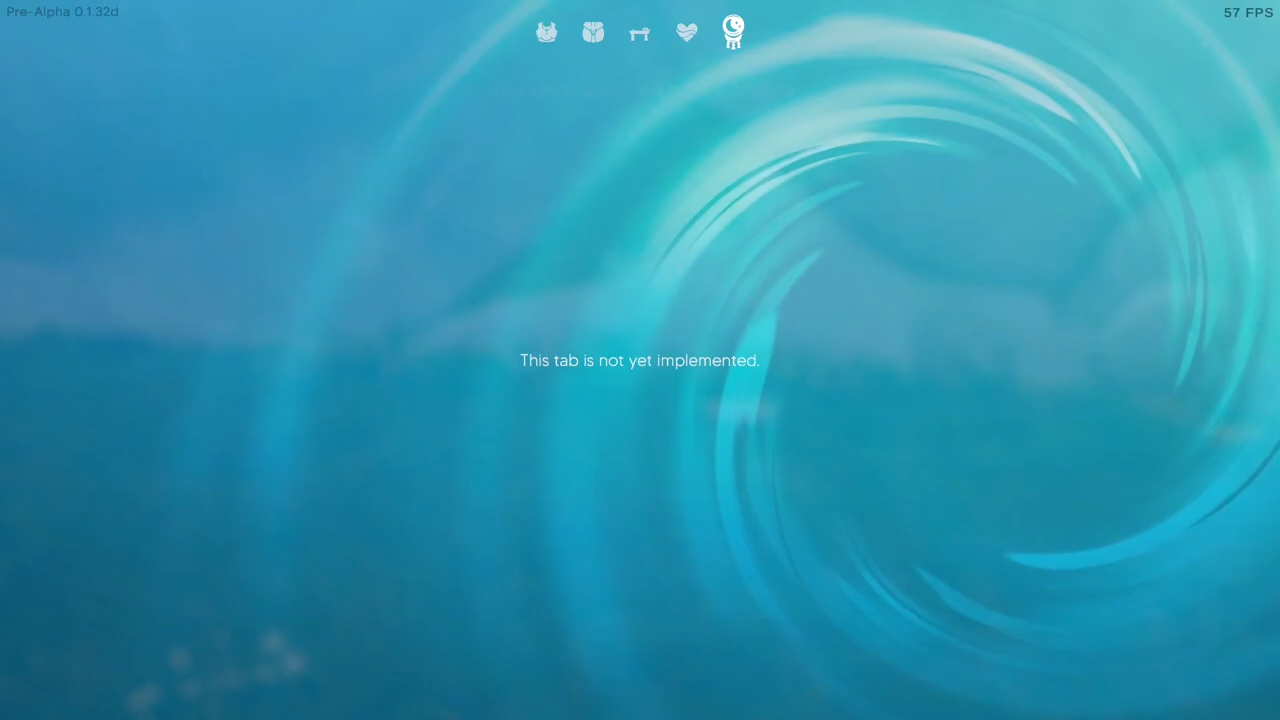 Pre-Alpha 0.1.32d
57 FPS
This tab is not yet implemented.